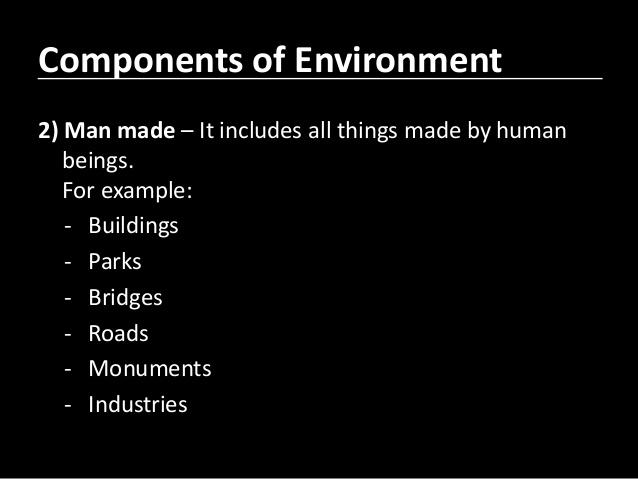 Components of Environment
2) Man made – It includes all things made by human
beings.
For example:
- Buildings
- Parks
- Bridges
- Roads
- Monuments
- Industries